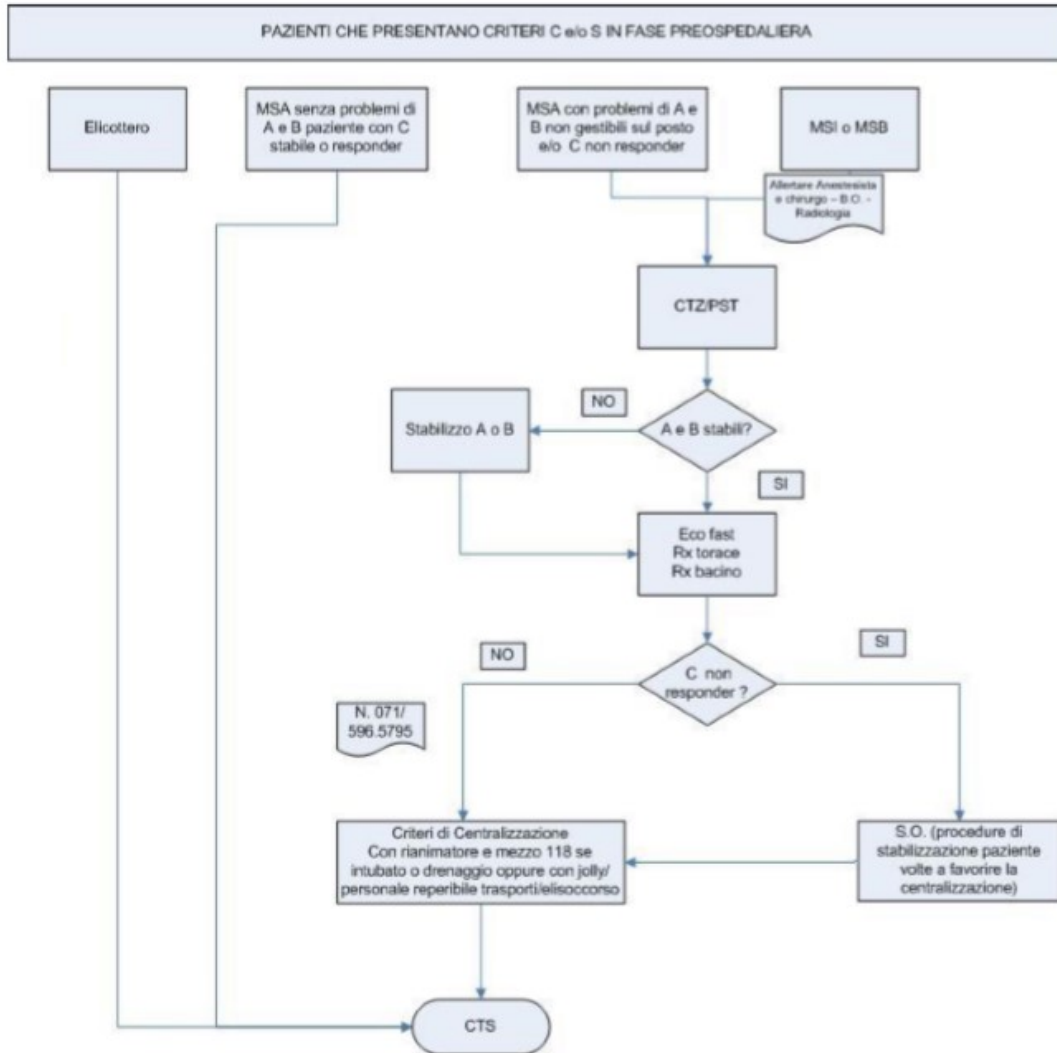 PAZIENTI CHE PRESENTANO CRITERI C e/o S IN FASE PREOSPEDALIERA
Elicottero
MSA senza problemi di
A e B paziente con C
stabile o responder
MSA con problemi di A e
B non gestibili sul posto
e/o C non responder
MSI o MSB
Allertare Anestesista
e chirurgo – B.O. -
Radiologia
CTZ/PST
NO
Stabilizzo A o B
A e B stabili?
SI
Eco fast
Rx torace
Rx bacino
NO
SI
C non
responder ?
N. 071/
596.5795
Criteri di Centralizzazione
Con rianimatore e mezzo 118 se
intubato o drenaggio oppure con jolly/
personale reperibile trasporti/elisoccorso
S.O. (procedure di
stabilizzazione paziente
volte a favorire la
centralizzazione)
CTS